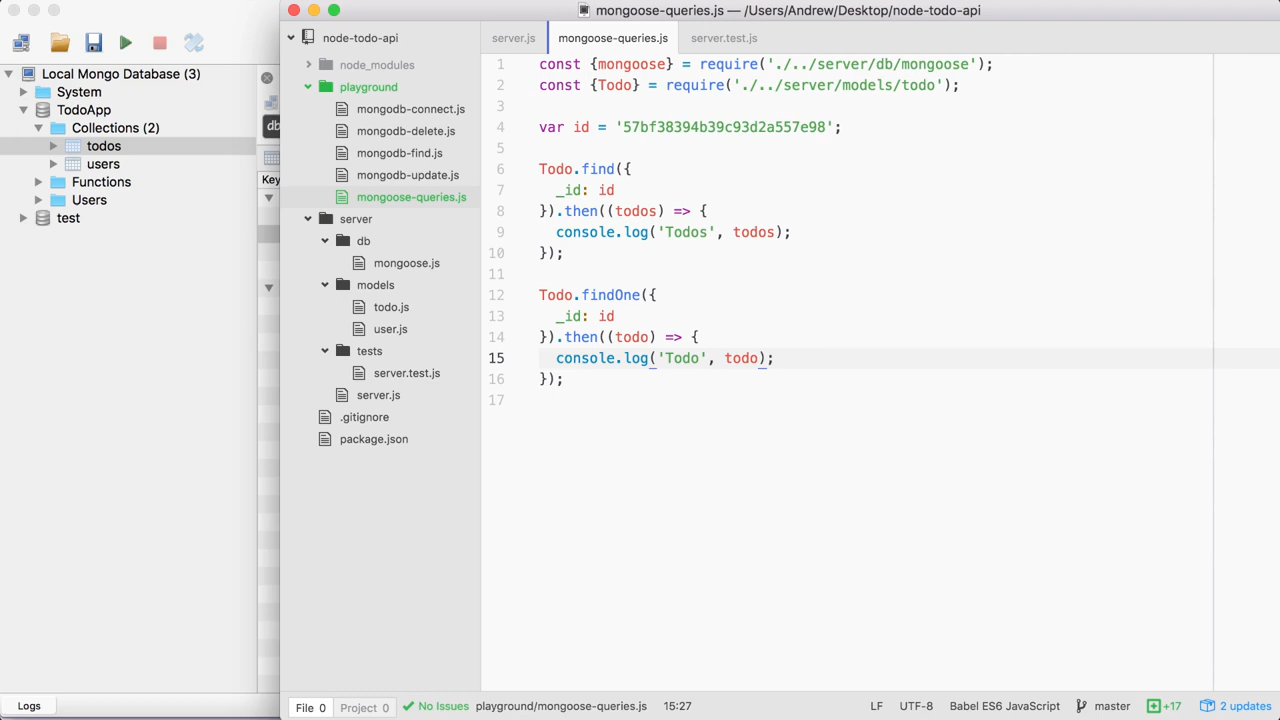 mongoose-queries.js — /Users/Andrew/Desktop/node-todo-api
Local Mongo Database (3)
System
TodoApp
Collections (2)
todos
users
Functions
Users
test
Logs
db
Key
node-todo-api
node_modules
playground
mongodb-connect.js
mongodb-delete.js
mongodb-find.js
mongodb-update.js
mongoose-queries.js
server
db
mongoose.js
models
todo.js
user.js
tests
server.test.js
server.js
.gitignore
package.json
server.js
mongoose-queries.js
server.test.js
1 const {mongoose} = require('./../server/db/mongoose');
2 const {Todo} = require('./../server/models/todo');
3
4 var id = '57bf38394b39c93d2a557e98';
5
6 Todo.find({
7 _id: id
8 }).then((todos) => {
9 console.log('Todos', todos);
10 });
11
12 Todo.findOne({
13 _id: id
14 }).then((todo) => {
15 console.log('Todo', todo);
16 });
17
File 0 Project 0 No Issues playground/mongoose-queries.js 15:27 LF UTF-8 Babel ES6 JavaScript master +17 2 updates